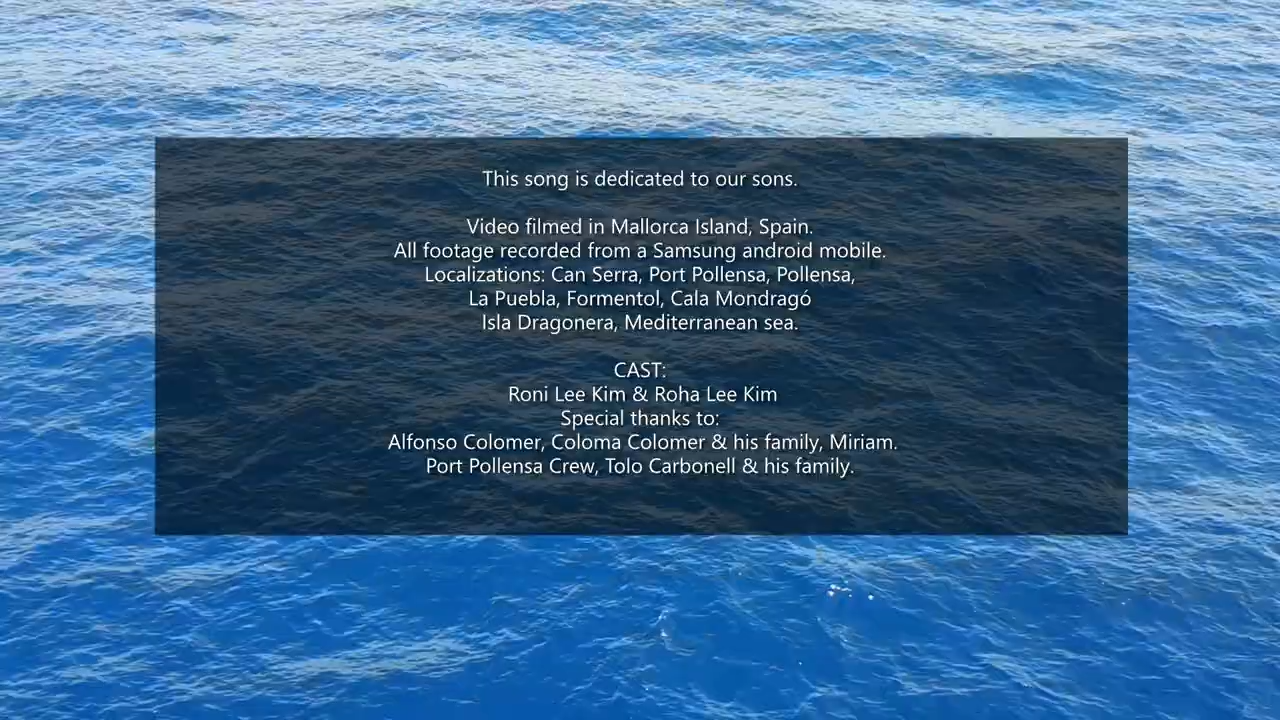 This song is dedicated to our sons.
Video filmed in Mallorca Island, Spain.
All footage recorded from a Samsung android mobile.
Localizations: Can Serra, Port Pollensa, Pollensa,
La Puebla, Formentol, Cala Mondragó
Isla Dragonera, Mediterranean sea.
CAST:
Roni Lee Kim & Roha Lee Kim
Special thanks to:
Alfonso Colomer, Coloma Colomer & his family, Miriam.
Port Pollensa Crew, Tolo Carbonell & his family.